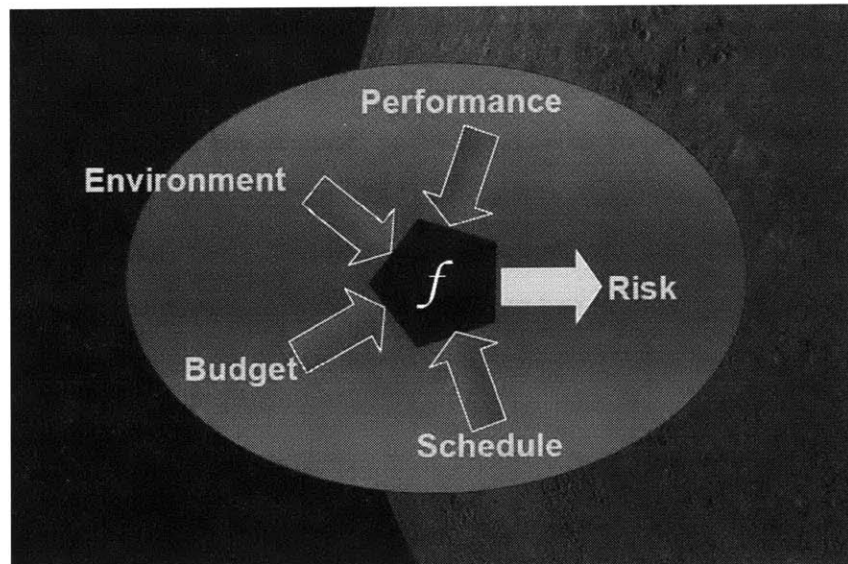 Performance
Environment
f
Risk
Budget
Schedule